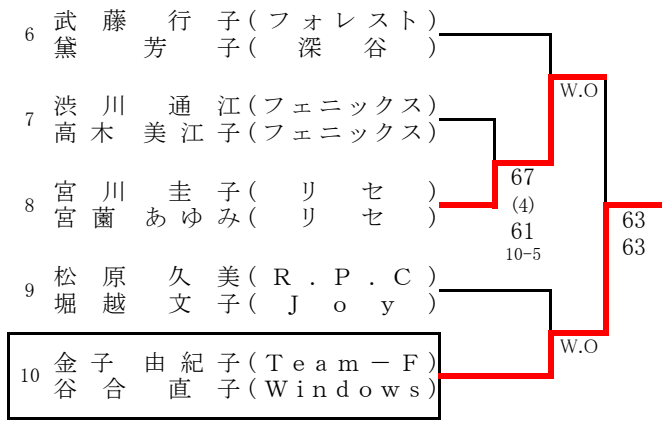 6 武藤 行子(フォレスト)
黛 芳子(深谷)
W.O
7 渋川 通江(フェニックス)
高木 美江子(フェニックス)
67
(4)
61
10-5
8 宮川 圭子(リセ)
宮薗 あゆみ(リセ)
63
63
9 松原 久美(R.P.C)
堀越 文子(Joy)
W.O
10 金子 由紀子(Team-F)
谷合 直子(Windows)